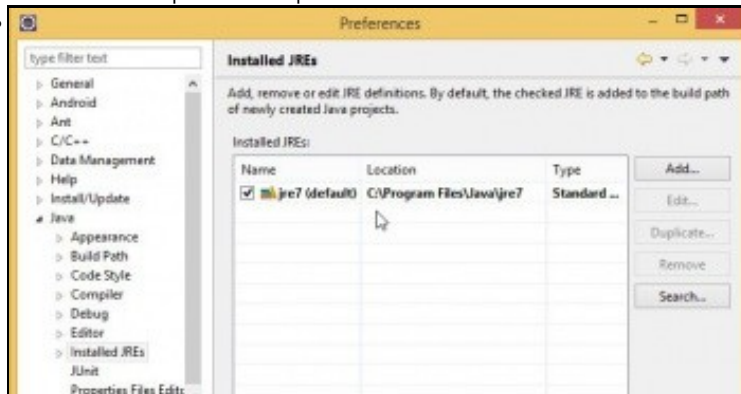 Preferences
type filter text
General
Android
Ant
C/C++
Data Management
Help
Install/Update
Java
Appearance
Build Path
Code Style
Compiler
Debug
Editor
Installed JREs
JUnit
Properties Files Edito
Installed JREs
Add, remove or edit JRE definitions. By default, the checked JRE is added to the build path
of newly created Java projects.
Installed JREs:
Name Location Type
jre7 (default) C:\Program Files\Java\jre7 Standard ...
Add...
Edit...
Duplicate...
Remove
Search...